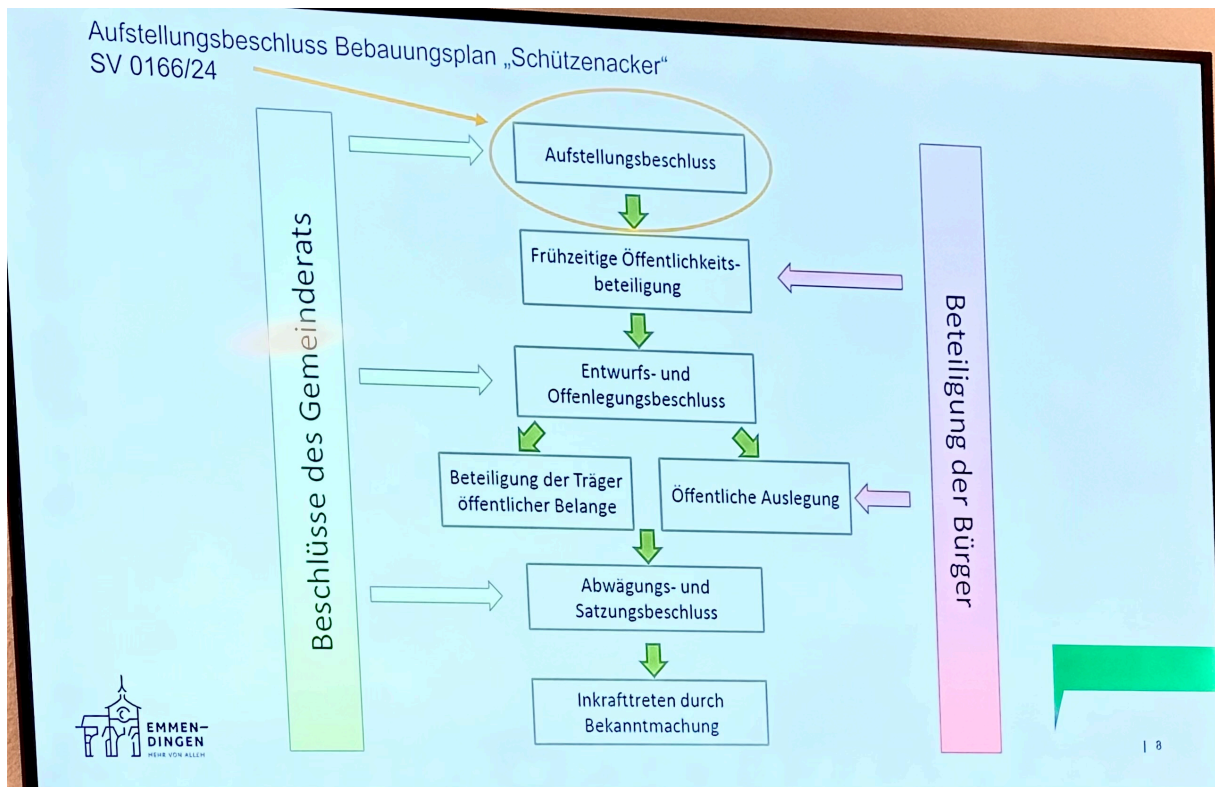 Aufstellungsbeschluss Bebauungsplan „Schützenacker“
SV 0166/24
Beschlüsse des Gemeinderats
Aufstellungsbeschluss
Frühzeitige Öffentlichkeits-
beteiligung
Entwurfs- und
Offenlegungsbeschluss
Beteiligung der Träger
öffentlicher Belange
Öffentliche Auslegung
Abwägungs- und
Satzungsbeschluss
Inkrafttreten durch
Bekanntmachung
Beteiligung der Bürger
EMMEN-
DINGEN
MEHR VON ALLEM
| 8